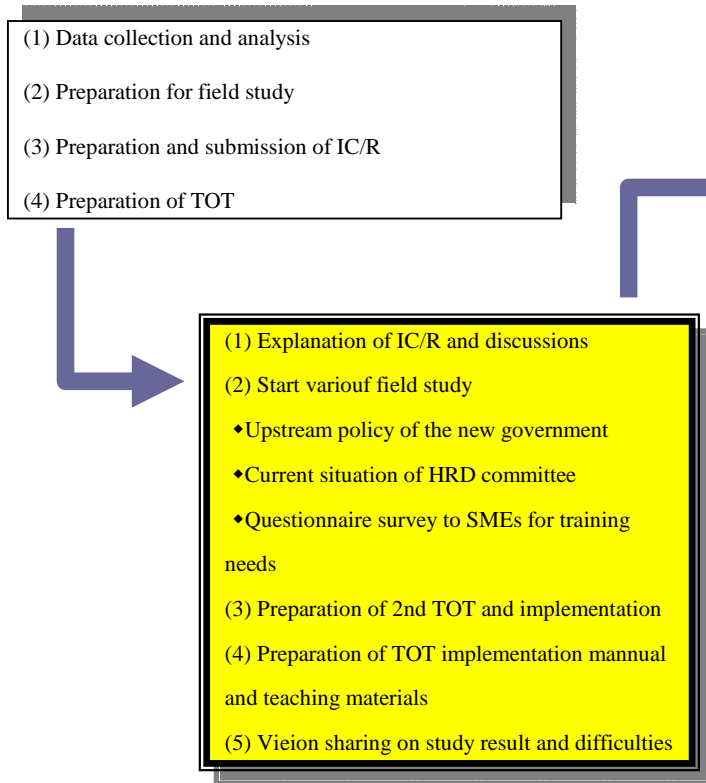 (1) Data collection and analysis
(2) Preparation for field study
(3) Preparation and submission of IC/R
(4) Preparation of TOT
(1) Explanation of IC/R and discussions
(2) Start variouf field study
◆Upstream policy of the new government
◆Current situation of HRD committee
◆Questionnaire survey to SMEs for training
needs
(3) Preparation of 2nd TOT and implementation
(4) Preparation of TOT implementation mannual
and teaching materials
(5) Vieion sharing on study result and difficulties